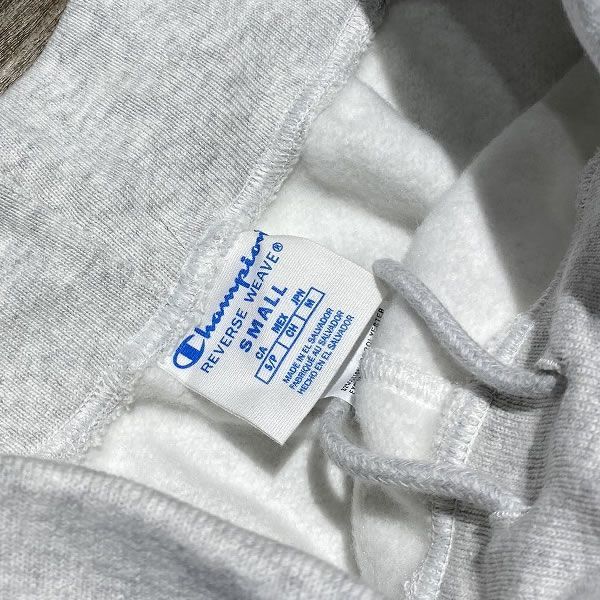 Champion
REVERSE WEAVE®
SMALL
CA MEX JPN
S/P CH M
MADE IN EL SALVADOR
FABRIQUÉ AU SALVADOR
HECHO EN EL SALVADOR